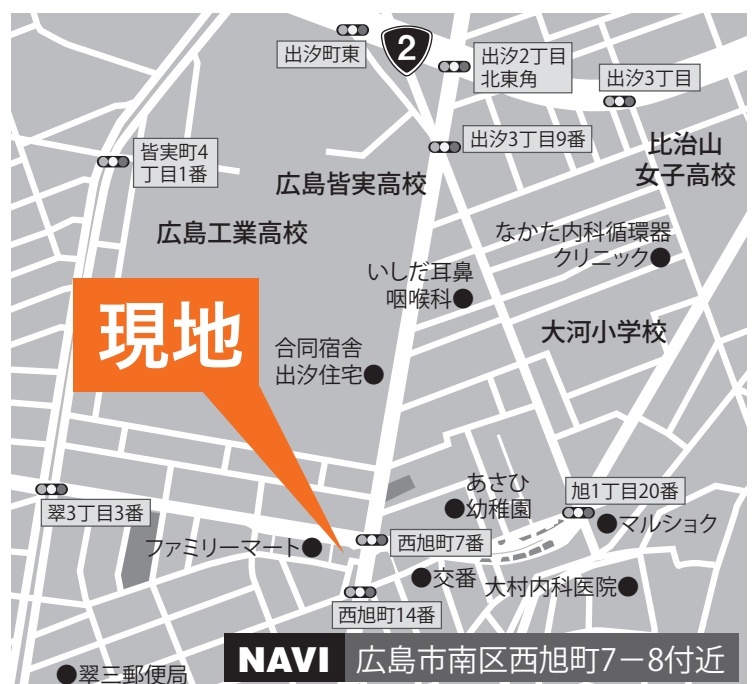 出汐町東
2
出汐2丁目
北東角
出汐3丁目
皆実町4
丁目1番
出汐3丁目9番
比治山
女子高校
広島皆実高校
広島工業高校
なかた内科循環器
クリニック
いしだ耳鼻
咽喉科
現地
大河小学校
合同宿舎
出汐住宅
あさひ
幼稚園
旭1丁目20番
翠3丁目3番
マルショク
ファミリーマート
西旭町7番
交番
大村内科医院
西旭町14番
翠三郵便局
NAVI 広島市南区西旭町7－8付近